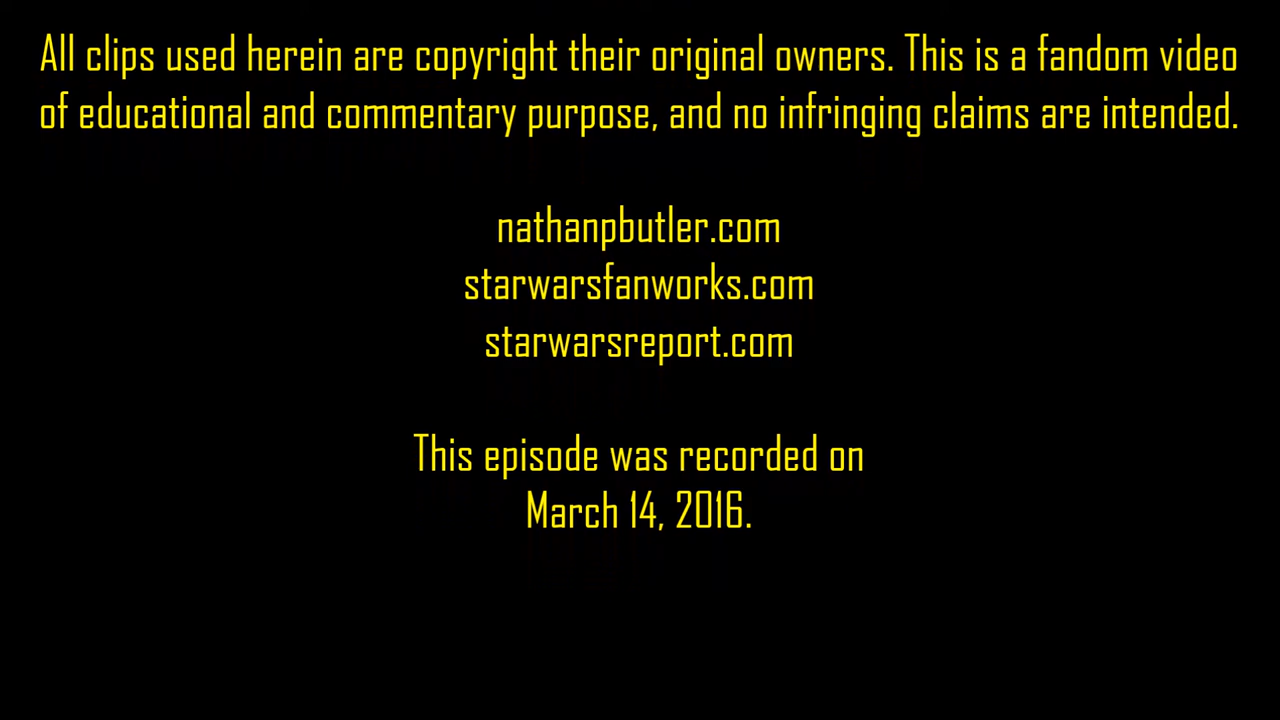 All clips used herein are copyright their original owners. This is a fandom video
of educational and commentary purpose, and no infringing claims are intended.
nathanpbutler.com
starwarsfanworks.com
starwarsreport.com
This episode was recorded on
March 14, 2016.